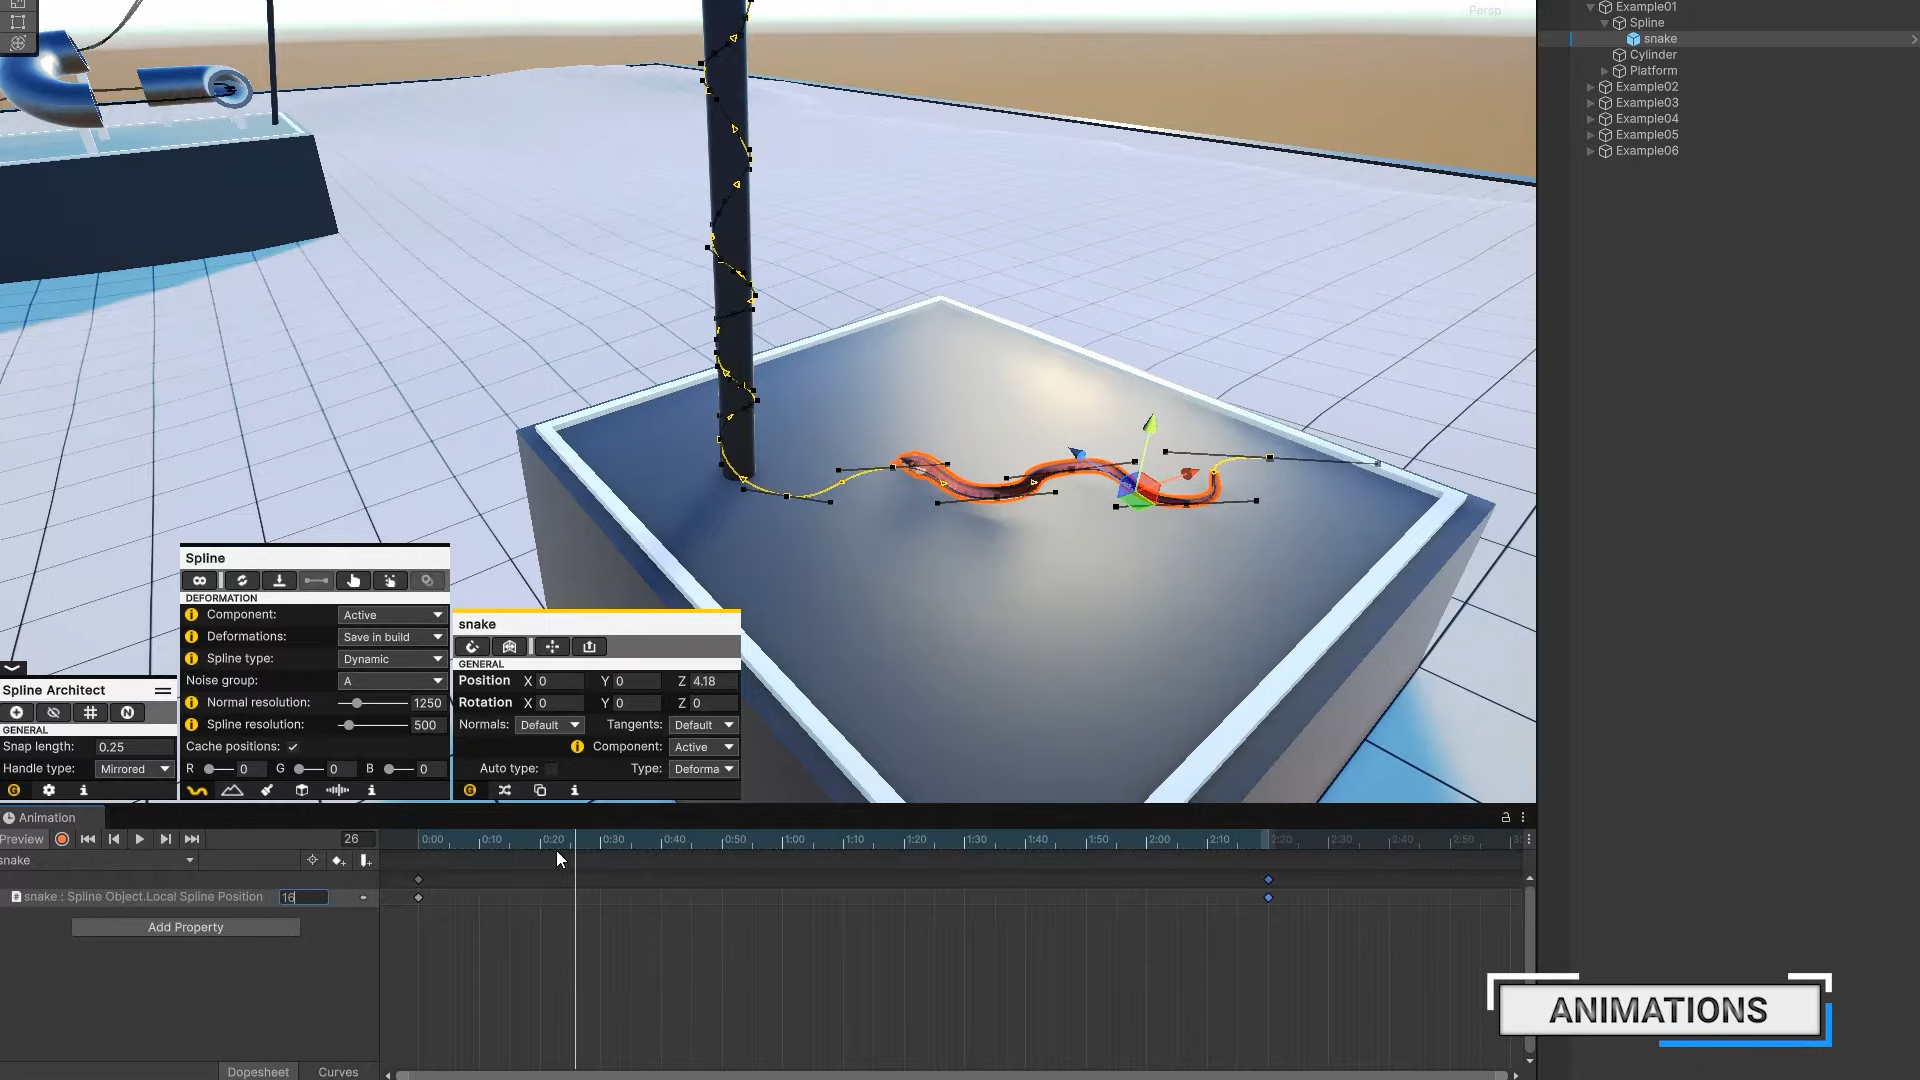 Persp
Example01
Spline
snake
Cylinder
Platform
Example02
Example03
Example04
Example05
Example06
Spline
DEFORMATION
Component: Active
Deformations: Save in build
Spline type: Dynamic
Noise group: A
Normal resolution: 1250
Spline resolution: 500
Cache positions:
R 0 G 0 B 0
snake
GENERAL
Position X 0 Y 0 Z 4.18
Rotation X 0 Y 0 Z 0
Normals: Default Tangents: Default
Component: Active
Auto type: Type: Deforma
Spline Architect
GENERAL
Snap length: 0.25
Handle type: Mirrored
Animation
Preview 26
0:00 0:10 0:20 0:30 0:40 0:50 1:00 1:10 1:20 1:30 1:40 1:50 2:00 2:10 2:20 2:30 2:40 2:50 3:
snake
snake : Spline Object.Local Spline Position 16
Add Property
Dopesheet Curves
ANIMATIONS